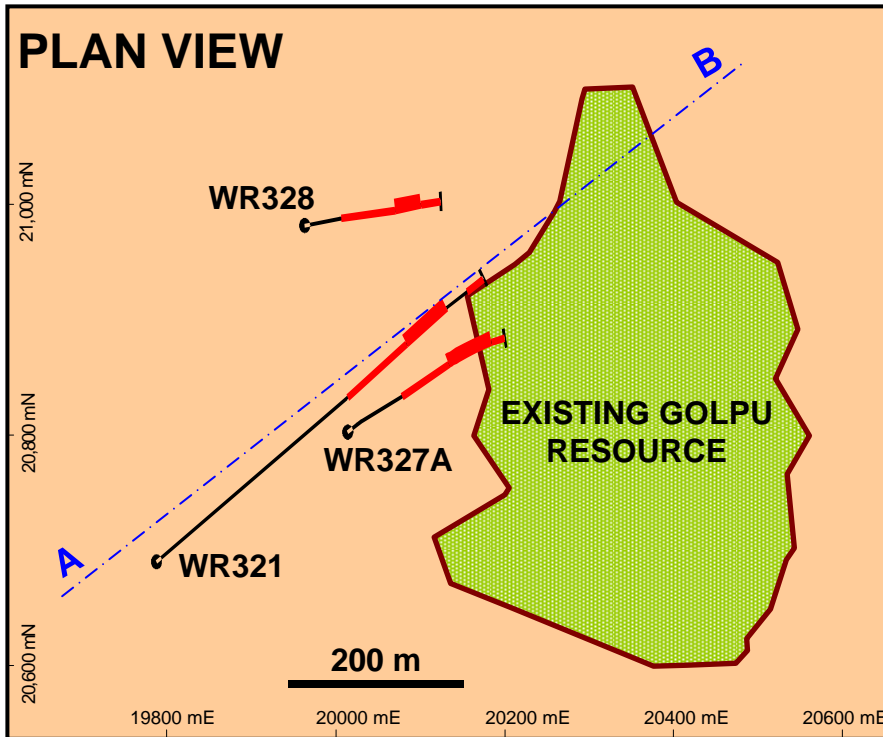 PLAN VIEW
B
21,000 mN
WR328
EXISTING GOLPU
RESOURCE
20,800 mN
WR327A
A
WR321
20,600 mN
200 m
19800 mE
20000 mE
20200 mE
20400 mE
20600 mE